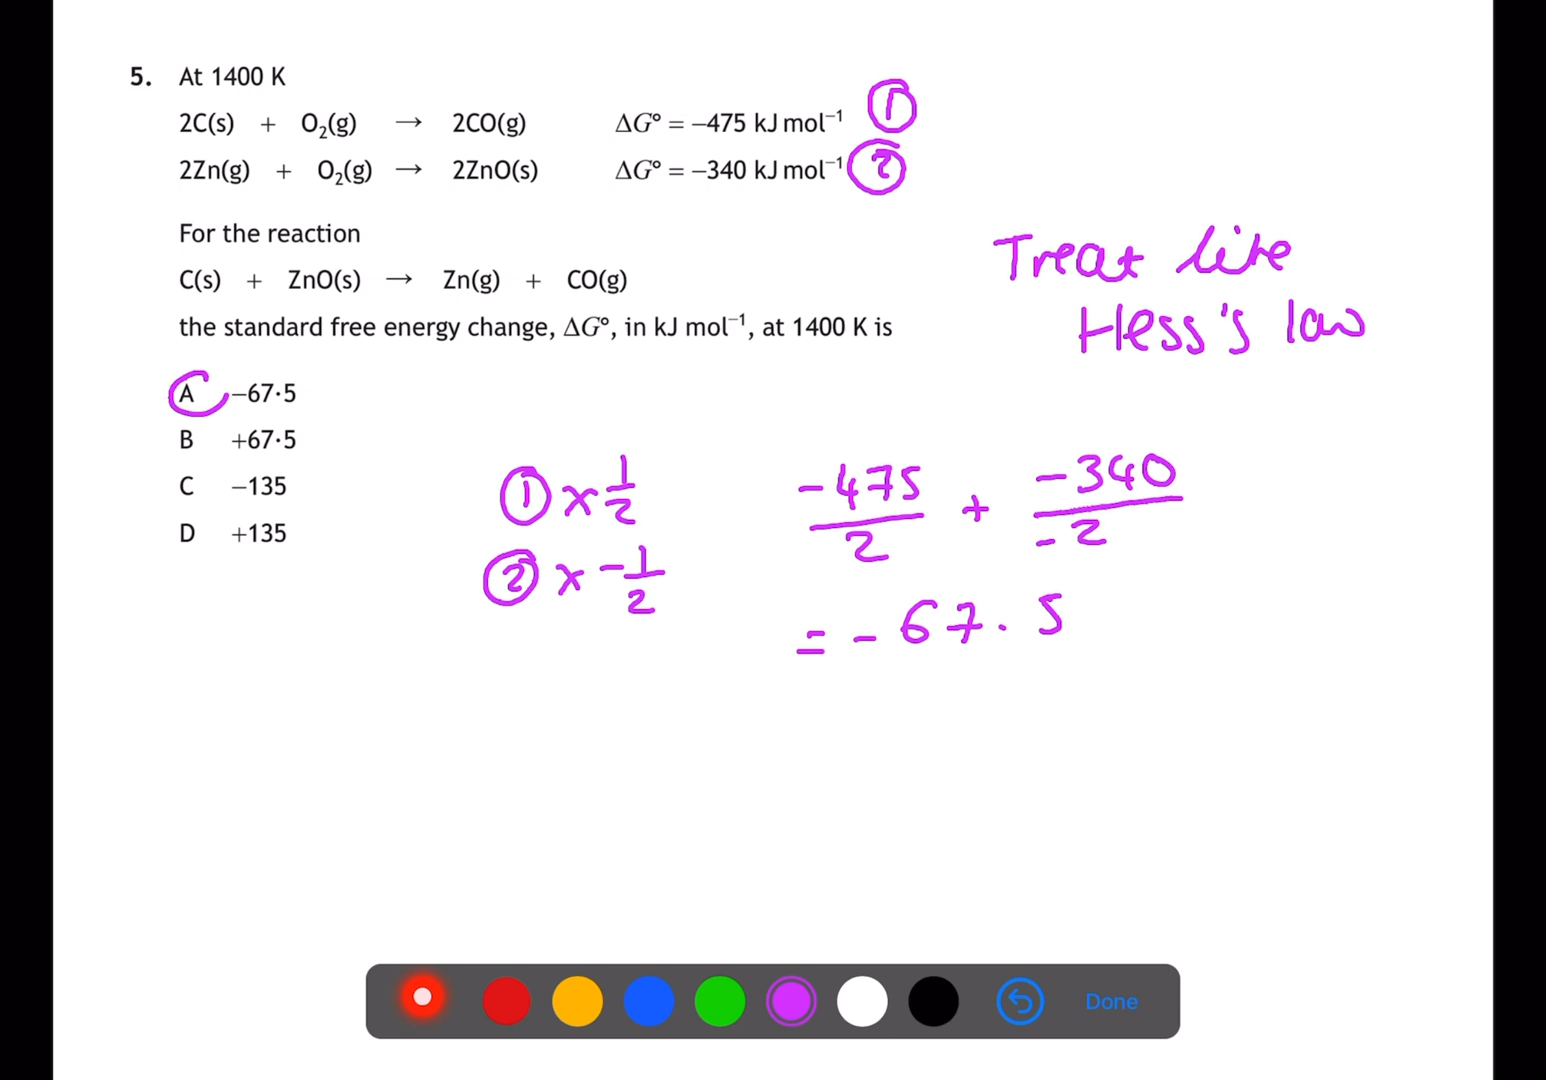 5. At 1400 K
2C(s) + O₂(g) → 2CO(g) ΔG° = −475 kJ mol⁻¹ ①
2Zn(g) + O₂(g) → 2ZnO(s) ΔG° = −340 kJ mol⁻¹ ②
For the reaction
C(s) + ZnO(s) → Zn(g) + CO(g)
the standard free energy change, ΔG°, in kJ mol⁻¹, at 1400 K is
Treat like
Hess's law
A −67·5
B +67·5
C −135
D +135
① × 1/2
② × -1/2
-475/2 + -340/-2
= -67.5
Done